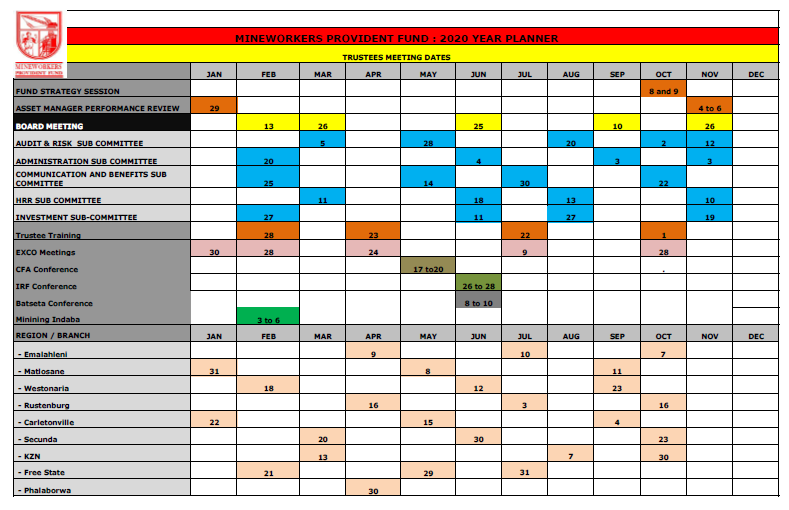 MINEWORKERS
PROVIDENT FUND
MINEWORKERS PROVIDENT FUND : 2020 YEAR PLANNER
TRUSTEES MEETING DATES
JAN FEB MAR APR MAY JUN JUL AUG SEP OCT NOV DEC
FUND STRATEGY SESSION 8 and 9
ASSET MANAGER PERFORMANCE REVIEW 29 4 to 6
BOARD MEETING 13 26 25 10 26
AUDIT & RISK SUB COMMITTEE 5 28 20 2 12
ADMINISTRATION SUB COMMITTEE 20 4 3 3
COMMUNICATION AND BENEFITS SUB
COMMITTEE 25 14 30 22
HRR SUB COMMITTEE 11 18 13 10
INVESTMENT SUB-COMMITTEE 27 11 27 19
Trustee Training 28 23 22 1
EXCO Meetings 30 28 24 9 28
CFA Conference 17 to20 .
IRF Conference 26 to 28
Batseta Conference 8 to 10
Minining Indaba 3 to 6
REGION / BRANCH JAN FEB MAR APR MAY JUN JUL AUG SEP OCT NOV DEC
- Emalahleni 9 10 7
- Matlosane 31 8 11
- Westonaria 18 12 23
- Rustenburg 16 3 16
- Carletonville 22 15 4
- Secunda 20 30 23
- KZN 13 7 30
- Free State 21 29 31
- Phalaborwa 30